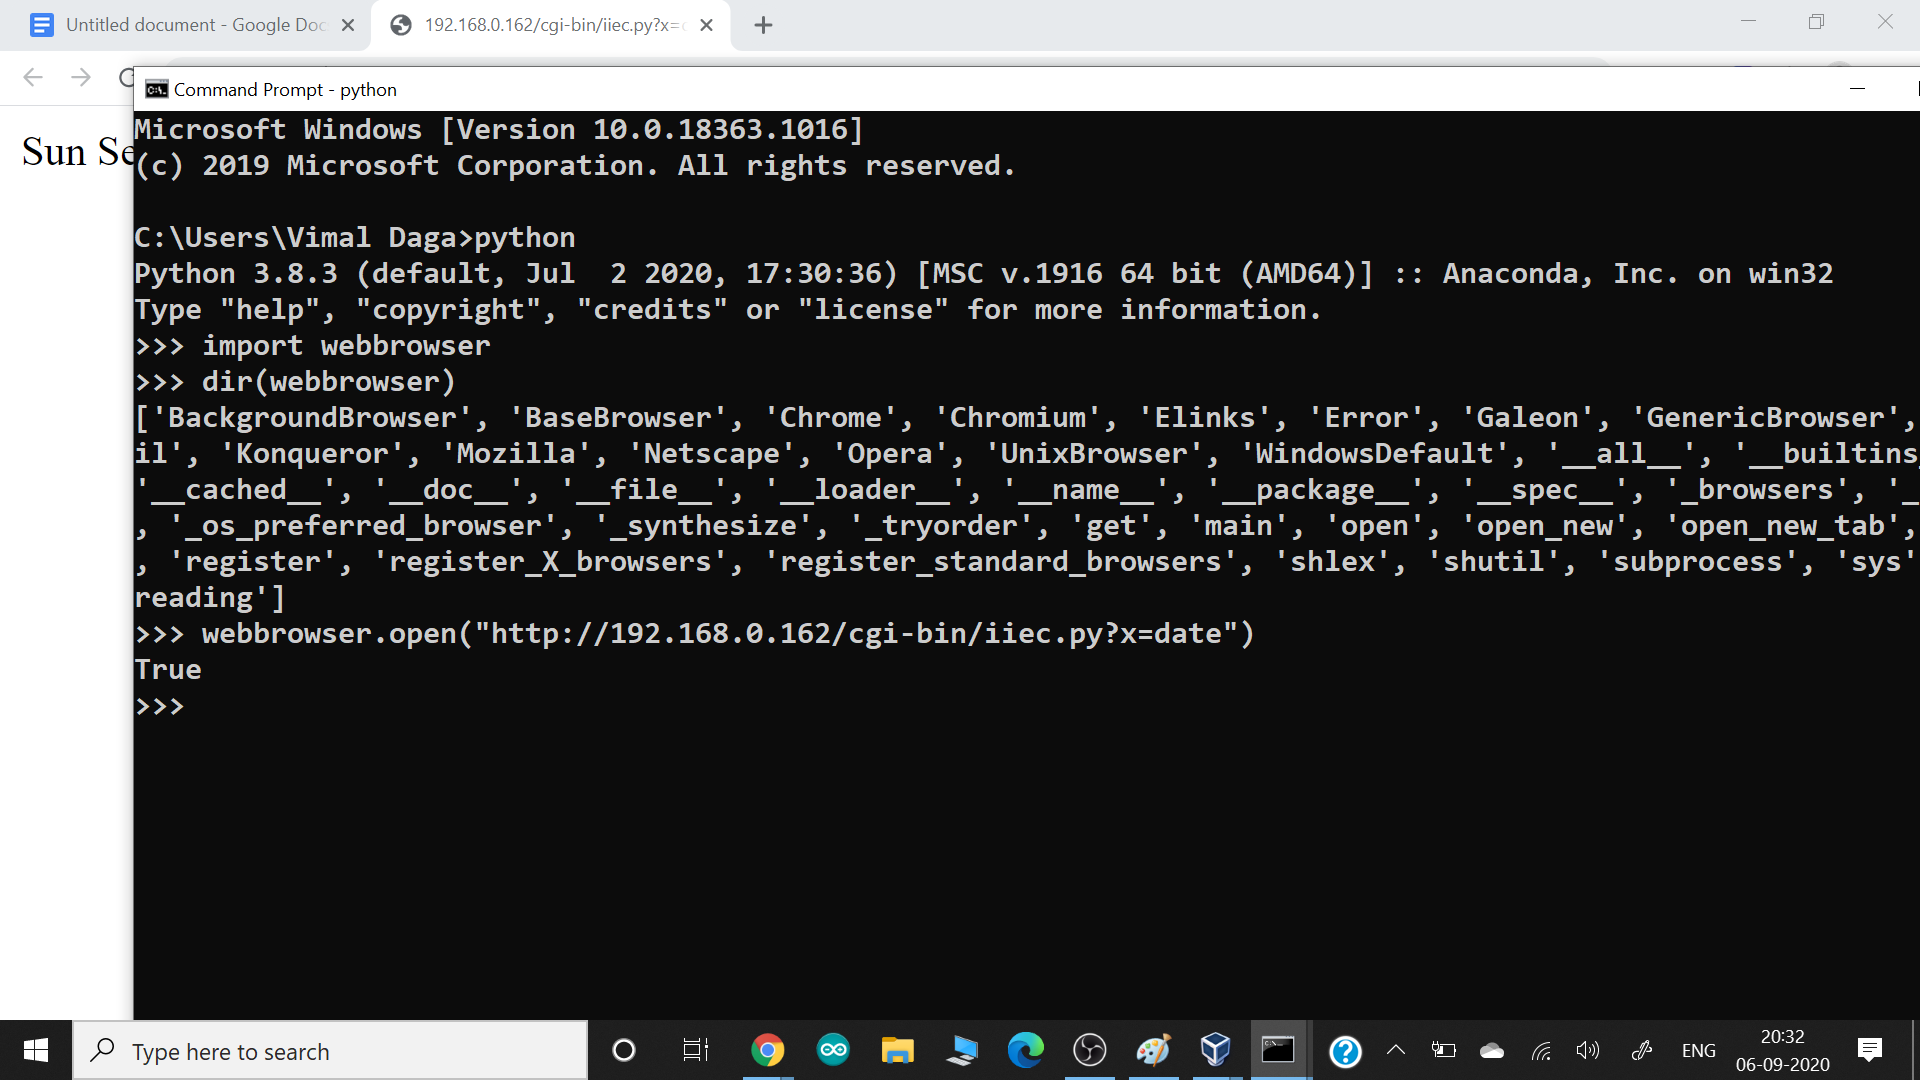 Untitled document - Google Doc
192.168.0.162/cgi-bin/iiec.py?x=
Command Prompt - python
Sun Se
Microsoft Windows [Version 10.0.18363.1016]
(c) 2019 Microsoft Corporation. All rights reserved.
C:\Users\Vimal Daga>python
Python 3.8.3 (default, Jul  2 2020, 17:30:36) [MSC v.1916 64 bit (AMD64)] :: Anaconda, Inc. on win32
Type "help", "copyright", "credits" or "license" for more information.
>>> import webbrowser
>>> dir(webbrowser)
['BackgroundBrowser', 'BaseBrowser', 'Chrome', 'Chromium', 'Elinks', 'Error', 'Galeon', 'GenericBrowser',
il', 'Konqueror', 'Mozilla', 'Netscape', 'Opera', 'UnixBrowser', 'WindowsDefault', '__all__', '__builtins_
'__cached__', '__doc__', '__file__', '__loader__', '__name__', '__package__', '__spec__', '_browsers', '_
, '_os_preferred_browser', '_synthesize', '_tryorder', 'get', 'main', 'open', 'open_new', 'open_new_tab',
, 'register', 'register_X_browsers', 'register_standard_browsers', 'shlex', 'shutil', 'subprocess', 'sys'
reading']
>>> webbrowser.open("http://192.168.0.162/cgi-bin/iiec.py?x=date")
True
>>>
Type here to search
ENG
20:32
06-09-2020